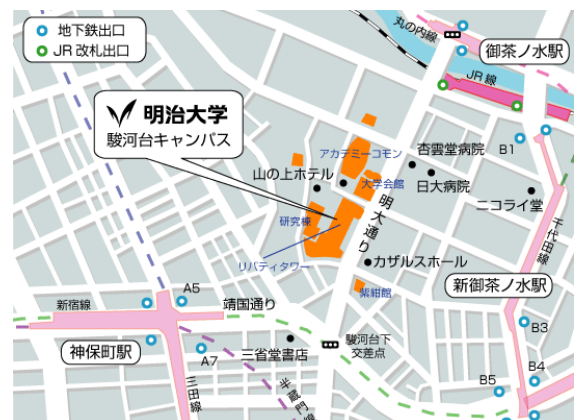 地下鉄出口
JR 改札出口
丸の内線
御茶ノ水駅
JR 線
明治大学
駿河台キャンパス
アカデミーコモン
杏雲堂病院
B1
山の上ホテル
大学会館
日大病院
ニコライ堂
研究棟
明大通り
千代田線
リバティタワー
カザルスホール
新御茶ノ水駅
紫紺館
新宿線
A5
靖国通り
神保町駅
A7
三省堂書店
駿河台下
交差点
B3
B4
B5
三田線
半蔵門線